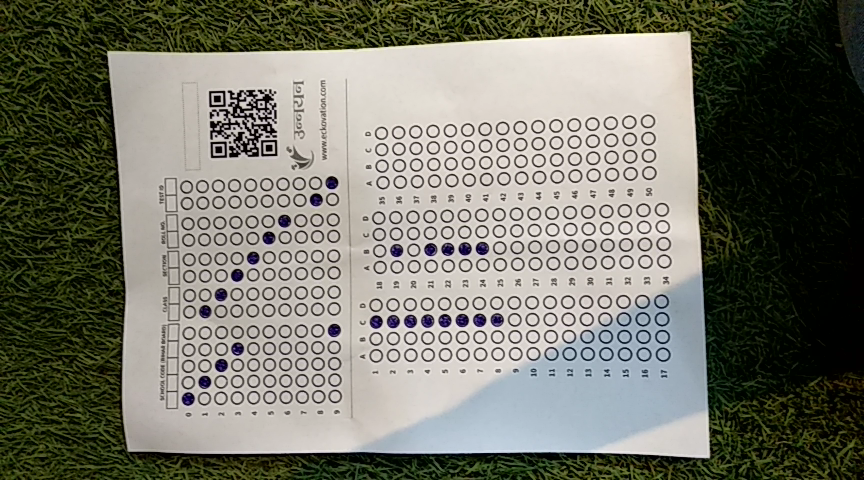 SCHOOL CODE (BIHAR BOARD) CLASS SECTION ROLL NO. TEST ID
0
1
2
3
4
5
6
7
8
9
उन्नयन
www.eckovation.com
A B C D A B C D A B C D
1 18 35
2 19 36
3 20 37
4 21 38
5 22 39
6 23 40
7 24 41
8 25 42
9 26 43
10 27 44
11 28 45
12 29 46
13 30 47
14 31 48
15 32 49
16 33 50
17 34